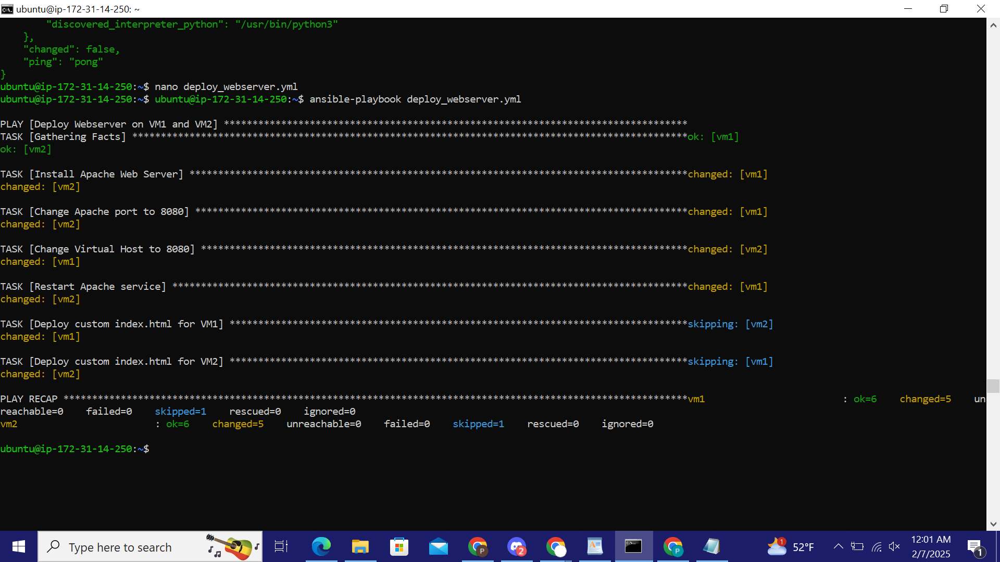 ubuntu@ip-172-31-14-250: ~
"discovered_interpreter_python": "/usr/bin/python3"
},
"changed": false,
"ping": "pong"
}
ubuntu@ip-172-31-14-250:~$ nano deploy_webserver.yml
ubuntu@ip-172-31-14-250:~$ ubuntu@ip-172-31-14-250:~$ ansible-playbook deploy_webserver.yml
PLAY [Deploy Webserver on VM1 and VM2] *********************************************************************************
TASK [Gathering Facts] *************************************************************************************************ok: [vm1]
ok: [vm2]
TASK [Install Apache Web Server] ***************************************************************************************changed: [vm1]
changed: [vm2]
TASK [Change Apache port to 8080] **************************************************************************************changed: [vm1]
changed: [vm2]
TASK [Change Virtual Host to 8080] *************************************************************************************changed: [vm2]
changed: [vm1]
TASK [Restart Apache service] ******************************************************************************************changed: [vm1]
changed: [vm2]
TASK [Deploy custom index.html for VM1] ********************************************************************************skipping: [vm2]
changed: [vm1]
TASK [Deploy custom index.html for VM2] ********************************************************************************skipping: [vm1]
changed: [vm2]
PLAY RECAP *************************************************************************************************************vm1                        : ok=6    changed=5    un
reachable=0    failed=0    skipped=1    rescued=0    ignored=0
vm2                        : ok=6    changed=5    unreachable=0    failed=0    skipped=1    rescued=0    ignored=0
ubuntu@ip-172-31-14-250:~$
Type here to search
P
2
P
1
52°F
12:01 AM
2/7/2025
1